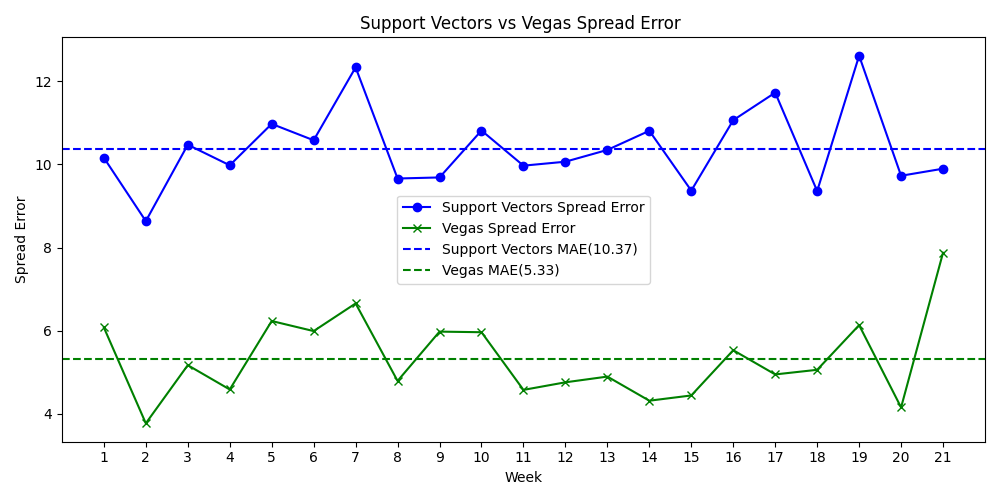 Support Vectors vs Vegas Spread Error
Spread Error
12
10
8
6
4
Support Vectors Spread Error
Vegas Spread Error
Support Vectors MAE(10.37)
Vegas MAE(5.33)
1 2 3 4 5 6 7 8 9 10 11 12 13 14 15 16 17 18 19 20 21
Week